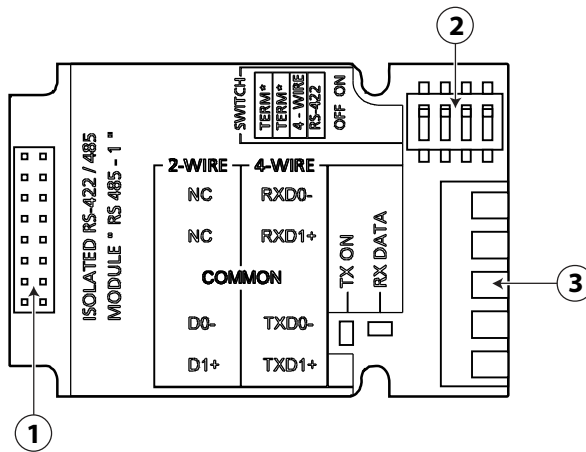 2
SWITCH
TERM*
TERM*
4 - WIRE
RS-422
OFF ON
ISOLATED RS-422 / 485
MODULE " RS 485 - 1 "
2-WIRE 4-WIRE
NC RXD0-
NC RXD1+
COMMON
D0- TXD0-
D1+ TXD1+
TX ON
RX DATA
3
1